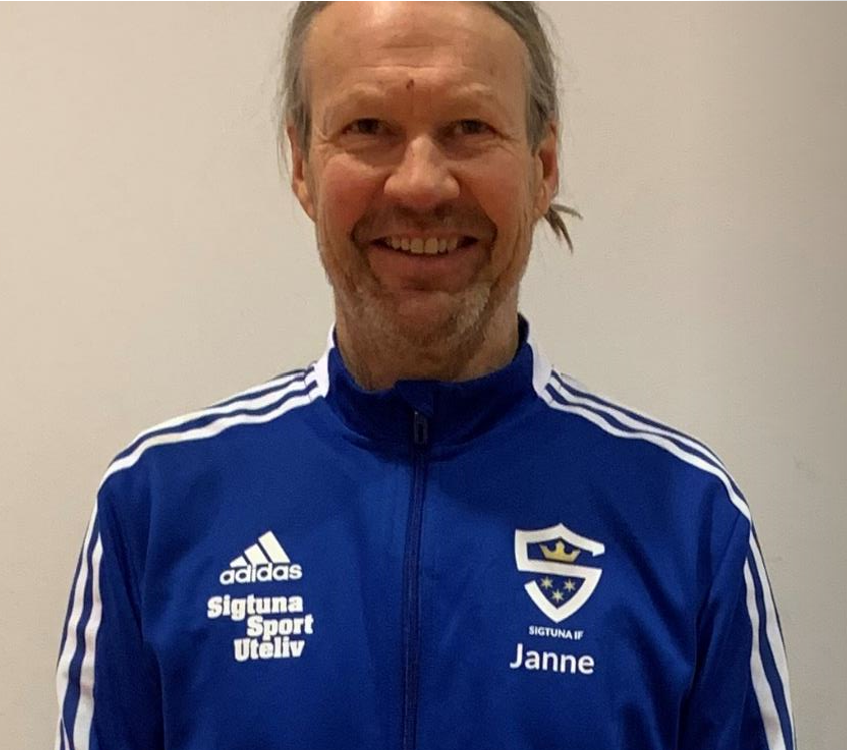 adidas
Sigtuna
Sport
Uteliv
SIGTUNA IF
Janne